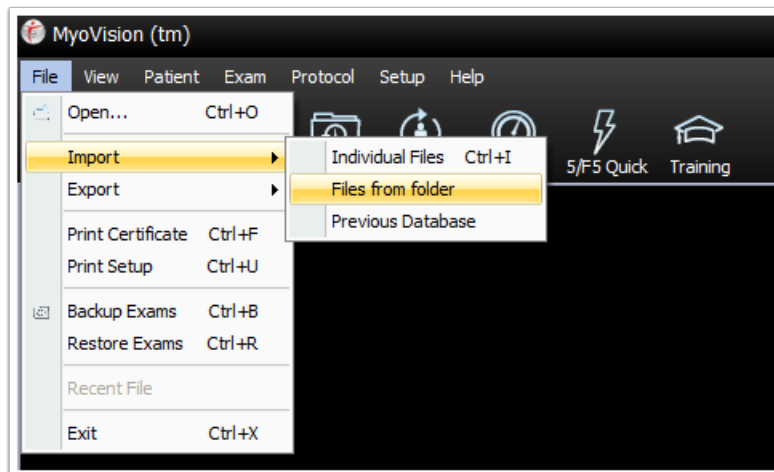 MyoVision (tm)
File View Patient Exam Protocol Setup Help
Open... Ctrl+O
Import
Export
Print Certificate Ctrl+F
Print Setup Ctrl+U
Backup Exams Ctrl+B
Restore Exams Ctrl+R
Recent File
Exit Ctrl+X
Individual Files Ctrl+I
Files from folder
Previous Database
5/F5 Quick Training